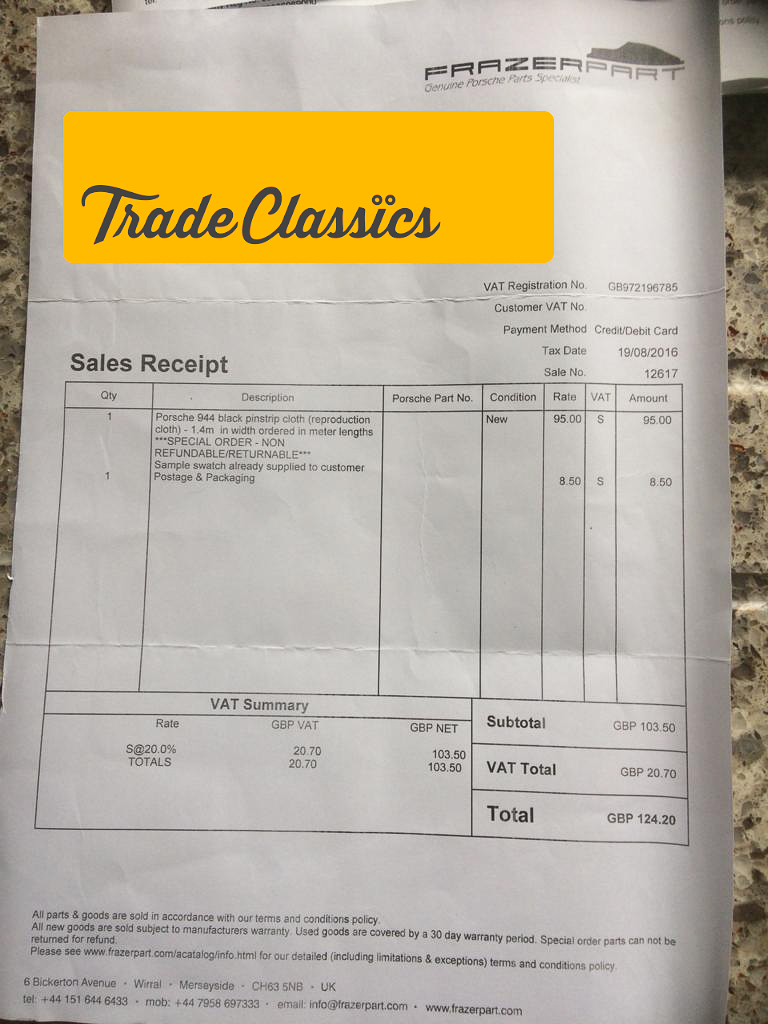 FRAZERPART
Genuine Porsche Parts Specialist
Trade Classics
VAT Registration No. GB972196785
Customer VAT No.
Payment Method Credit/Debit Card
Tax Date 19/08/2016
Sale No. 12617
Sales Receipt
Qty Description Porsche Part No. Condition Rate VAT Amount
1 Porsche 944 black pinstrip cloth (reproduction New 95.00 S 95.00
cloth) - 1.4m in width ordered in meter lengths
***SPECIAL ORDER - NON
REFUNDABLE/RETURNABLE***
Sample swatch already supplied to customer
1 Postage & Packaging 8.50 S 8.50
VAT Summary
Rate GBP VAT GBP NET
S@20.0% 20.70 103.50
TOTALS 20.70 103.50
Subtotal GBP 103.50
VAT Total GBP 20.70
Total GBP 124.20
All parts & goods are sold in accordance with our terms and conditions policy.
All new goods are sold subject to manufacturers warranty. Used goods are covered by a 30 day warranty period. Special order parts can not be
returned for refund.
Please see www.frazerpart.com/acatalog/info.html for our detailed (including limitations & exceptions) terms and conditions policy.
6 Bickerton Avenue · Wirral · Merseyside · CH63 5NB · UK
tel: +44 151 644 6433 · mob: +44 7958 697333 · email: info@frazerpart.com · www.frazerpart.com